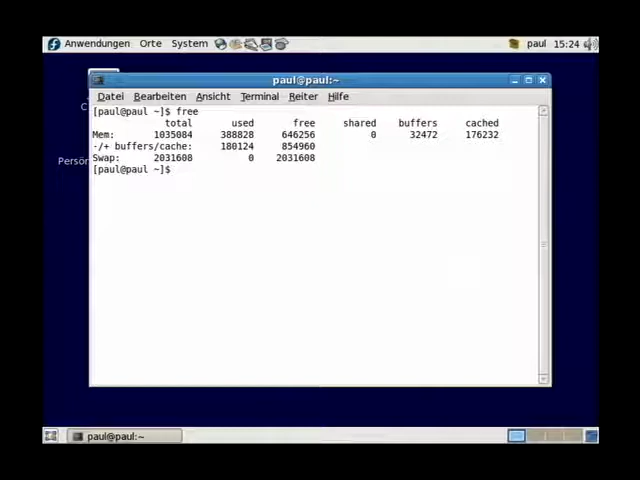 Anwendungen Orte System paul 15:24
paul@paul:~
Datei Bearbeiten Ansicht Terminal Reiter Hilfe
[paul@paul ~]$ free
total used free shared buffers cached
Mem: 1035084 388828 646256 0 32472 176232
-/+ buffers/cache: 180124 854960
Swap: 2031608 0 2031608
[paul@paul ~]$
paul@paul:~